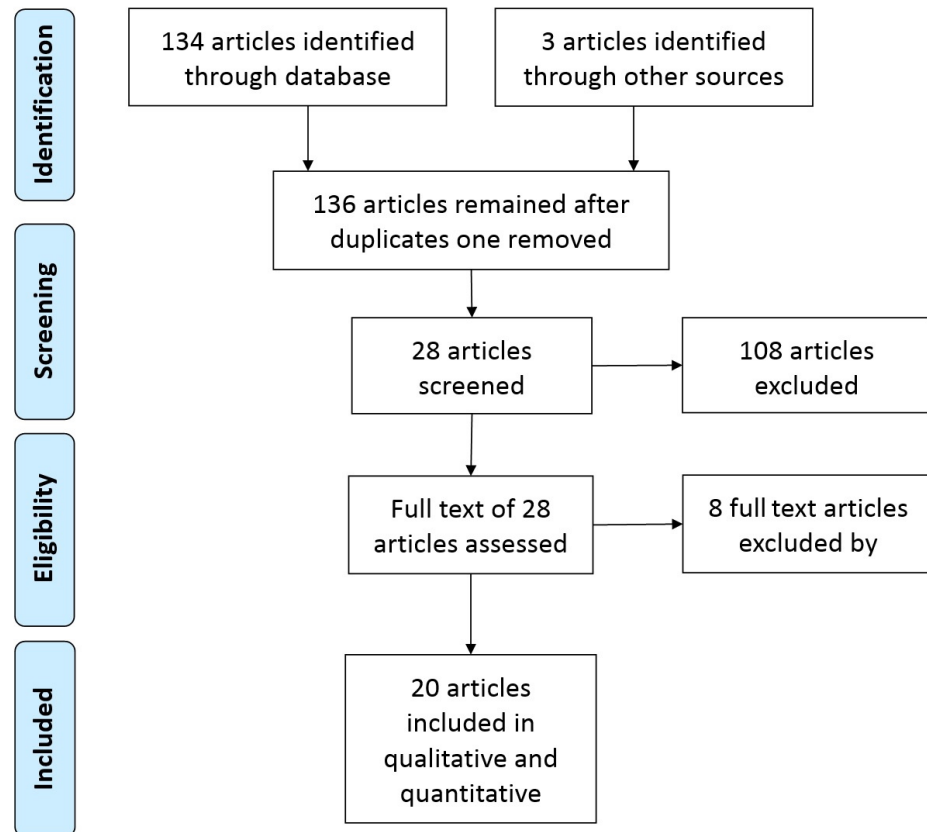 Identification
134 articles identified
through database
3 articles identified
through other sources
136 articles remained after
duplicates one removed
Screening
28 articles
screened
108 articles
excluded
Eligibility
Full text of 28
articles assessed
8 full text articles
excluded by
Included
20 articles
included in
qualitative and
quantitative